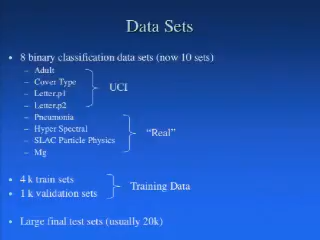 Data Sets
• 8 binary classification data sets (now 10 sets)
– Adult
– Cover Type
– Letter.p1
– Letter.p2
UCI
– Pneumonia
– Hyper Spectral
– SLAC Particle Physics
– Mg
“Real”
• 4 k train sets
• 1 k validation sets
Training Data
• Large final test sets (usually 20k)